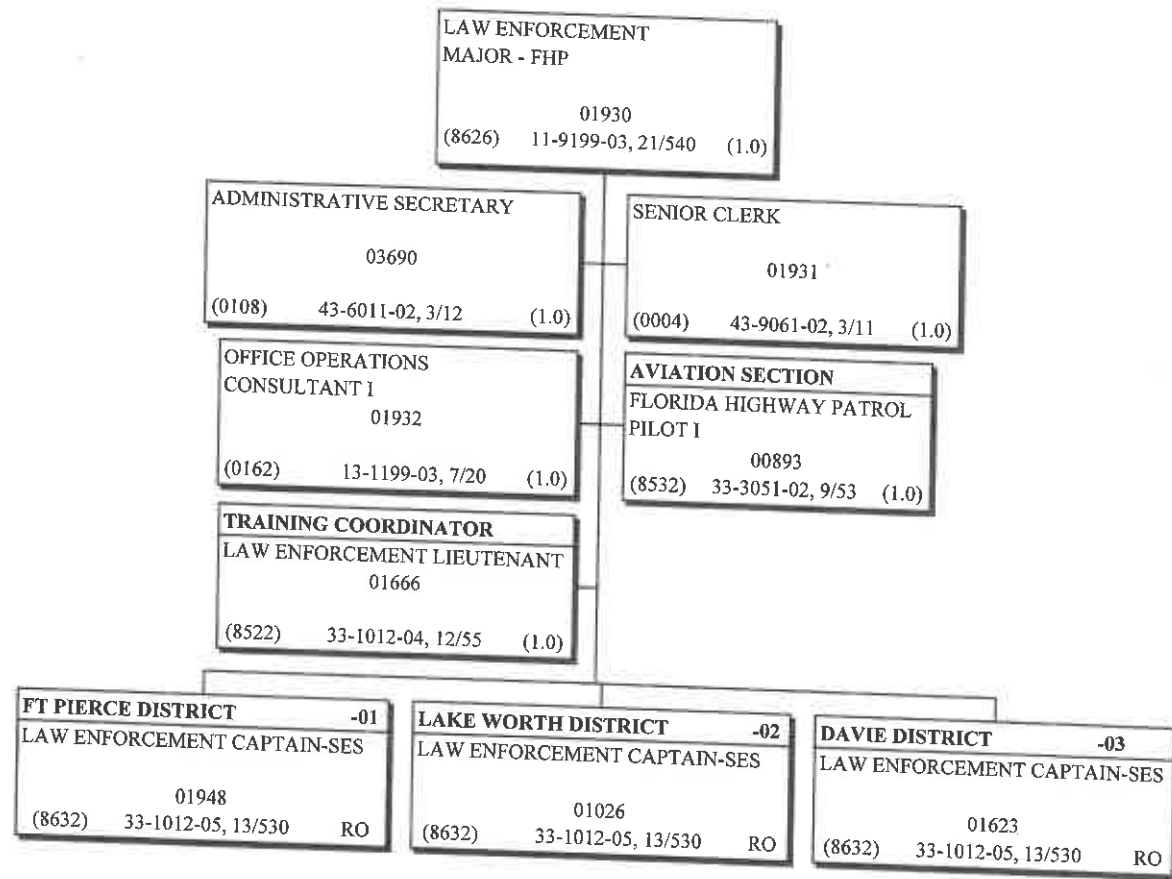 LAW ENFORCEMENT
MAJOR - FHP
01930
(8626) 11-9199-03, 21/540 (1.0)
ADMINISTRATIVE SECRETARY
03690
(0108) 43-6011-02, 3/12 (1.0)
SENIOR CLERK
01931
(0004) 43-9061-02, 3/11 (1.0)
OFFICE OPERATIONS
CONSULTANT I
01932
(0162) 13-1199-03, 7/20 (1.0)
AVIATION SECTION
FLORIDA HIGHWAY PATROL
PILOT I
00893
(8532) 33-3051-02, 9/53 (1.0)
TRAINING COORDINATOR
LAW ENFORCEMENT LIEUTENANT
01666
(8522) 33-1012-04, 12/55 (1.0)
FT PIERCE DISTRICT -01
LAW ENFORCEMENT CAPTAIN-SES
01948
(8632) 33-1012-05, 13/530 RO
LAKE WORTH DISTRICT -02
LAW ENFORCEMENT CAPTAIN-SES
01026
(8632) 33-1012-05, 13/530 RO
DAVIE DISTRICT -03
LAW ENFORCEMENT CAPTAIN-SES
01623
(8632) 33-1012-05, 13/530 RO